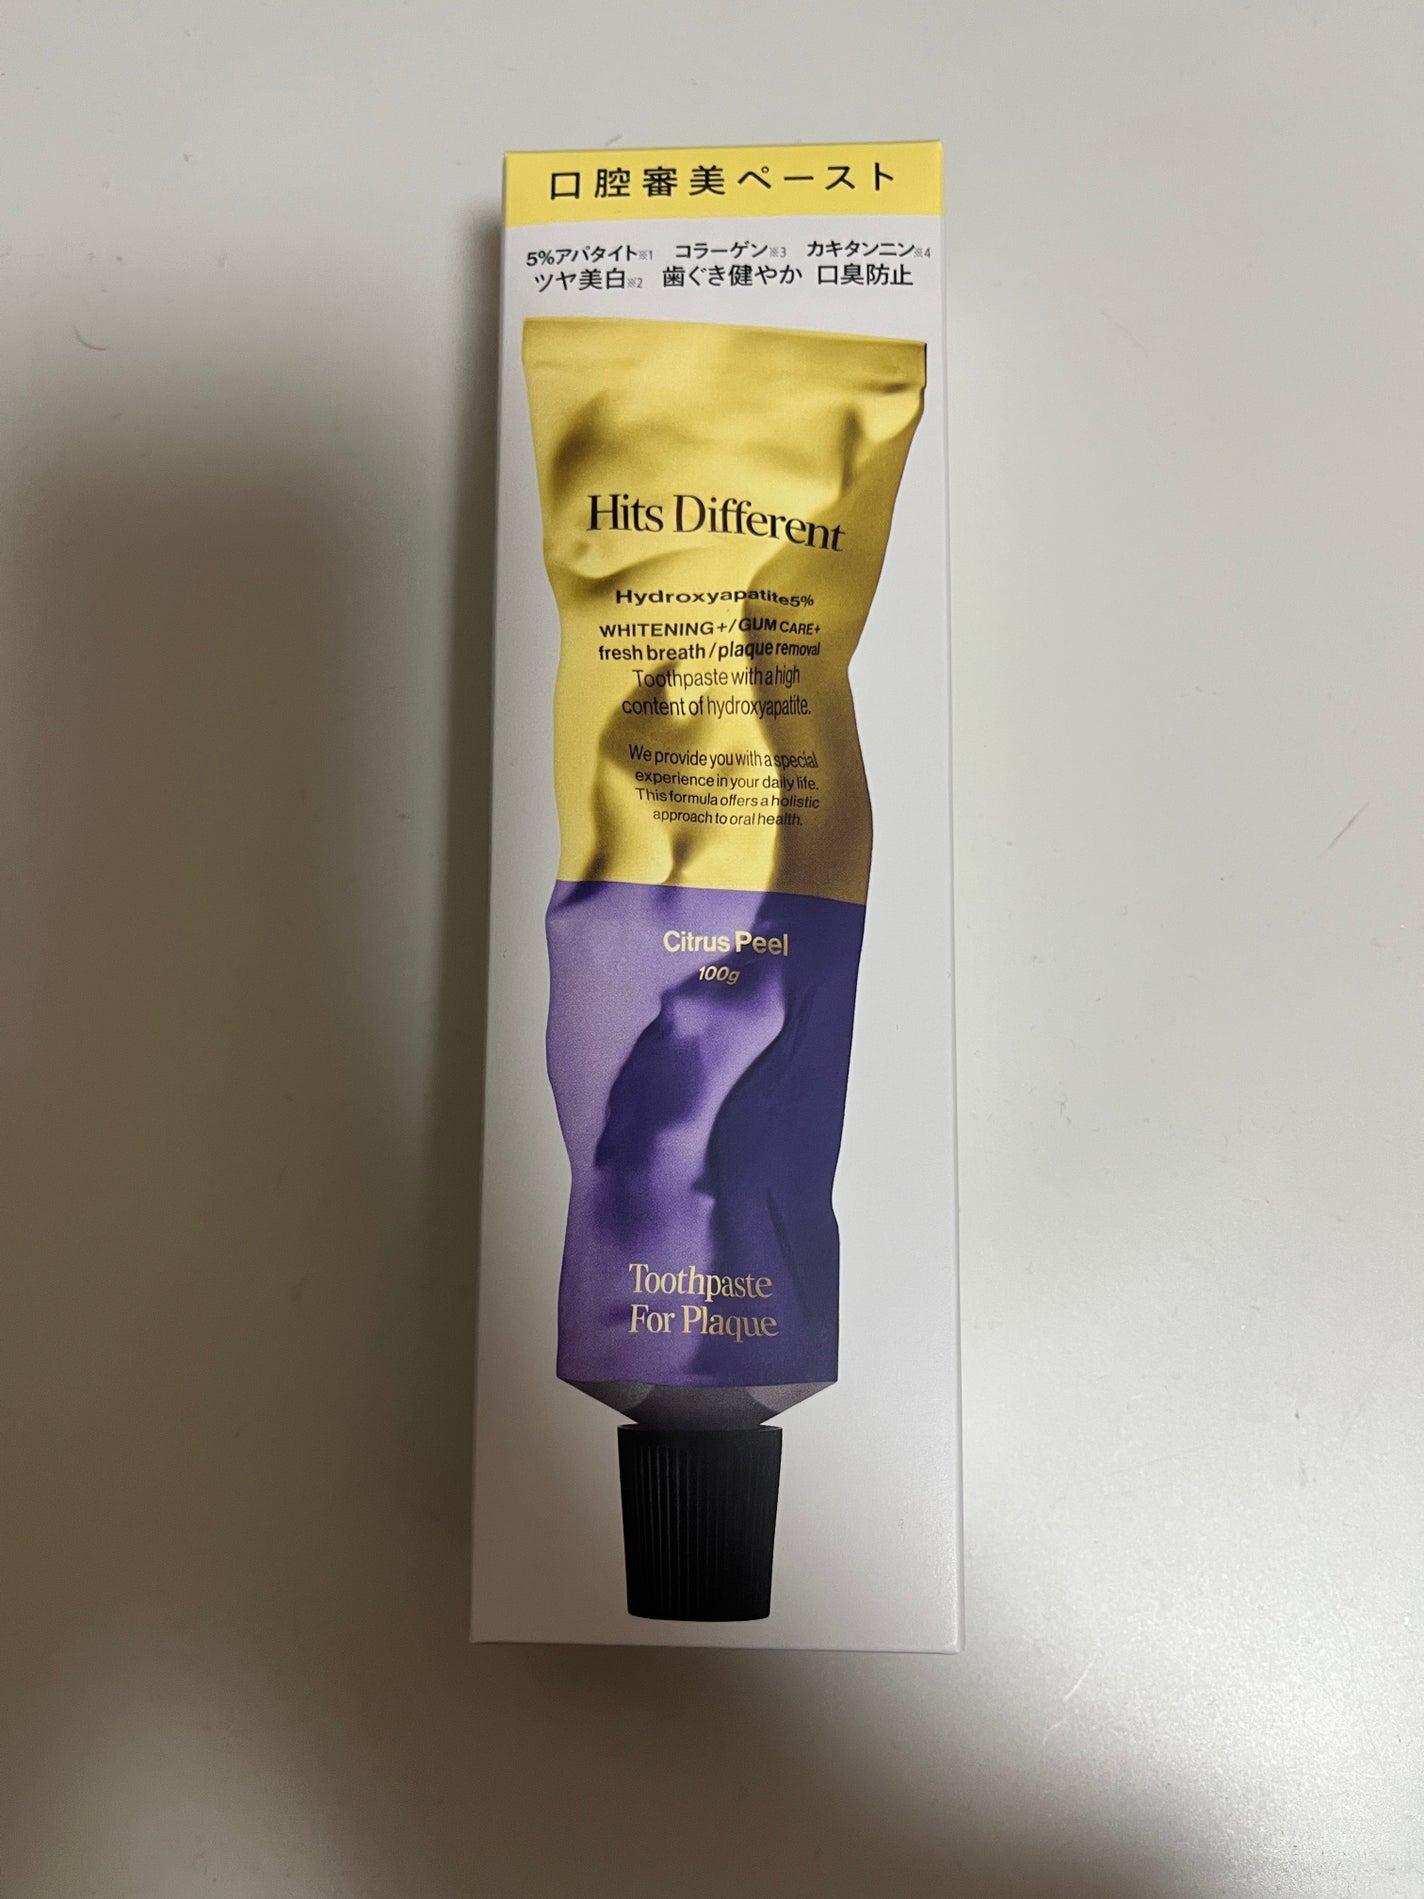 口腔審美ペースト
5%アパタイト※1 コラーゲン※3 カキタンニン※4
ツヤ美白※2 歯ぐき健やか 口臭防止
Hits Different
Hydroxyapatite5%
WHITENING+/GUM CARE+
fresh breath/plaque removal
Toothpaste with a high
content of hydroxyapatite.
We provide you with a special
experience in your daily life.
This formula offers a holistic
approach to oral health.
Citrus Peel
100g
Toothpaste
For Plaque